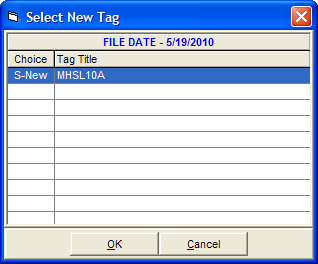 Select New Tag
FILE DATE - 5/19/2010
Choice Tag Title
S-New MHSL10A
OK Cancel